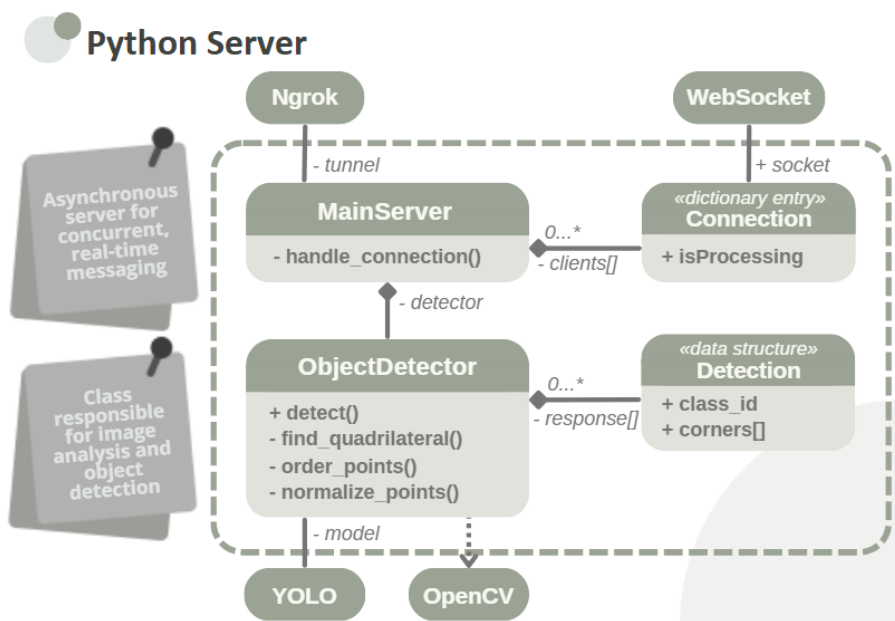 Python Server
Ngrok
WebSocket
- tunnel
+ socket
Asynchronous
server for
concurrent,
real-time
messaging
MainServer
- handle_connection()
0...*
- clients[]
«dictionary entry»
Connection
+ isProcessing
- detector
Class
responsible
for image
analysis and
object
detection
ObjectDetector
+ detect()
- find_quadrilateral()
- order_points()
- normalize_points()
0...*
- response[]
«data structure»
Detection
+ class_id
+ corners[]
- model
YOLO
OpenCV